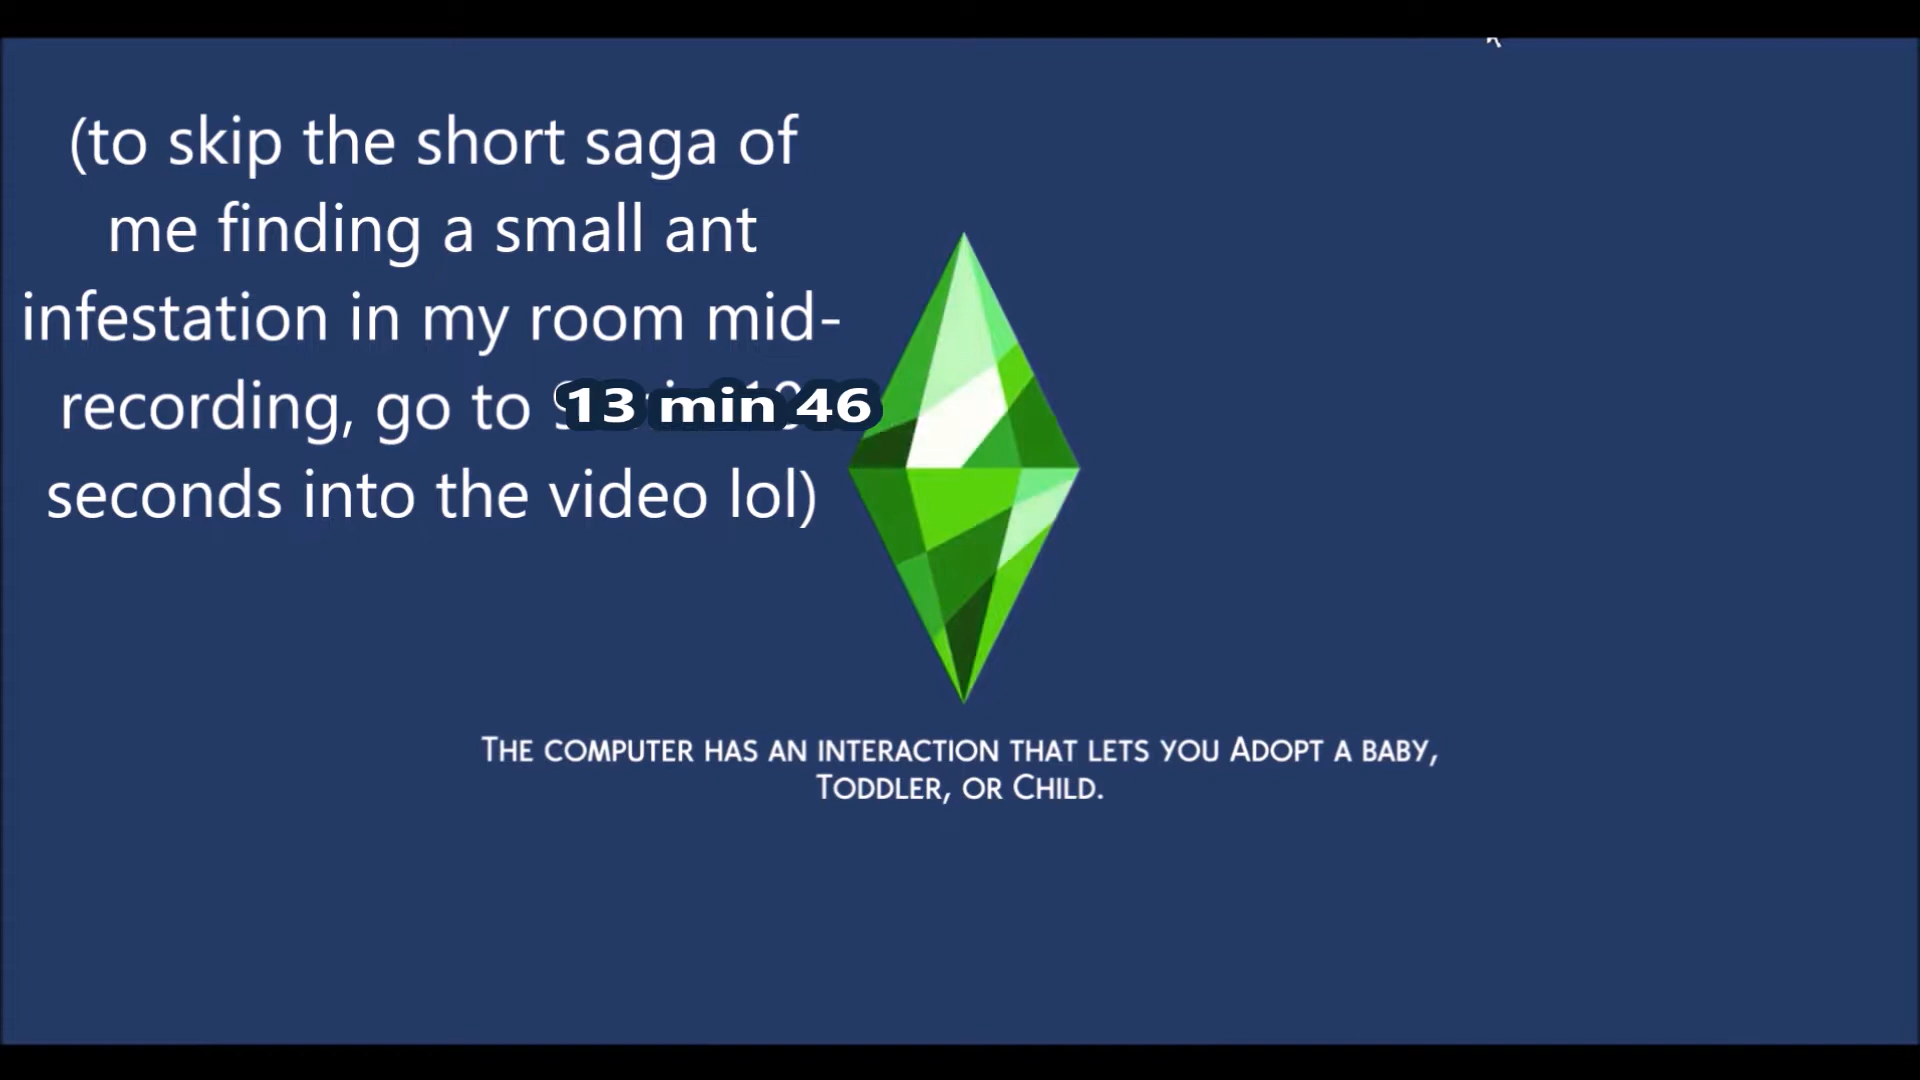 (to skip the short saga of
me finding a small ant
infestation in my room mid-
recording, go to 13 min 46
seconds into the video lol)
THE COMPUTER HAS AN INTERACTION THAT LETS YOU ADOPT A BABY,
TODDLER, OR CHILD.